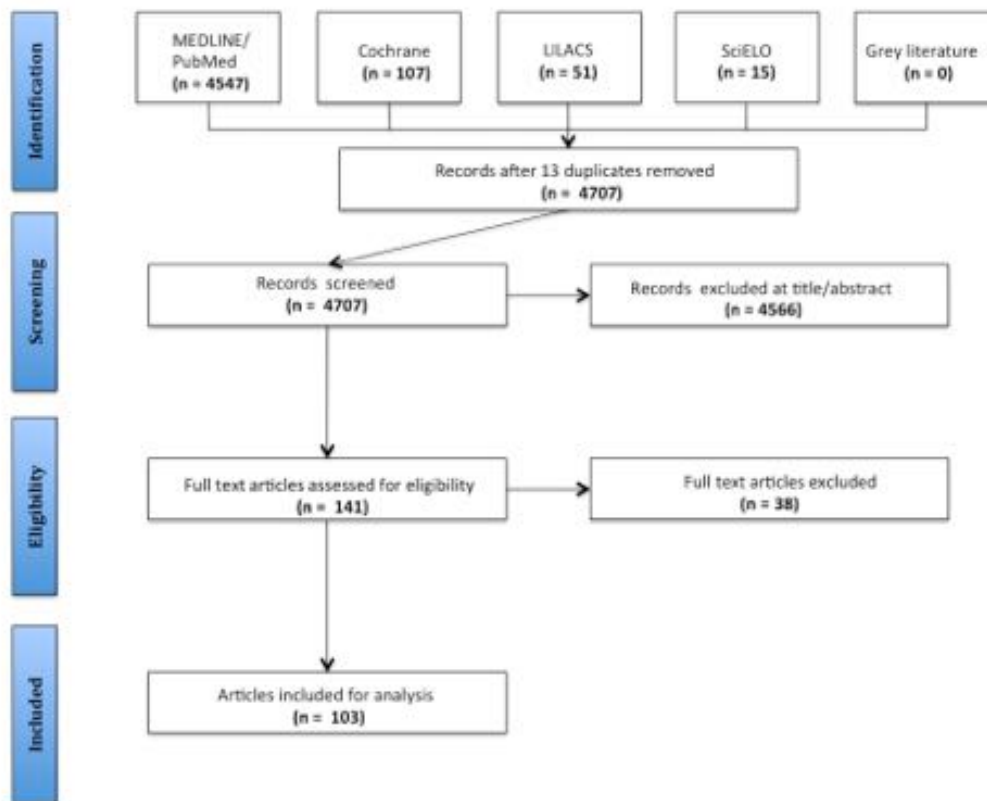 Identification
MEDLINE/
PubMed
(n = 4547)
Cochrane
(n = 107)
LILACS
(n = 51)
SciELO
(n = 15)
Grey literature
(n = 0)
Records after 13 duplicates removed
(n = 4707)
Screening
Records screened
(n = 4707)
Records excluded at title/abstract
(n = 4566)
Eligibility
Full text articles assessed for eligibility
(n = 141)
Full text articles excluded
(n = 38)
Included
Articles included for analysis
(n = 103)